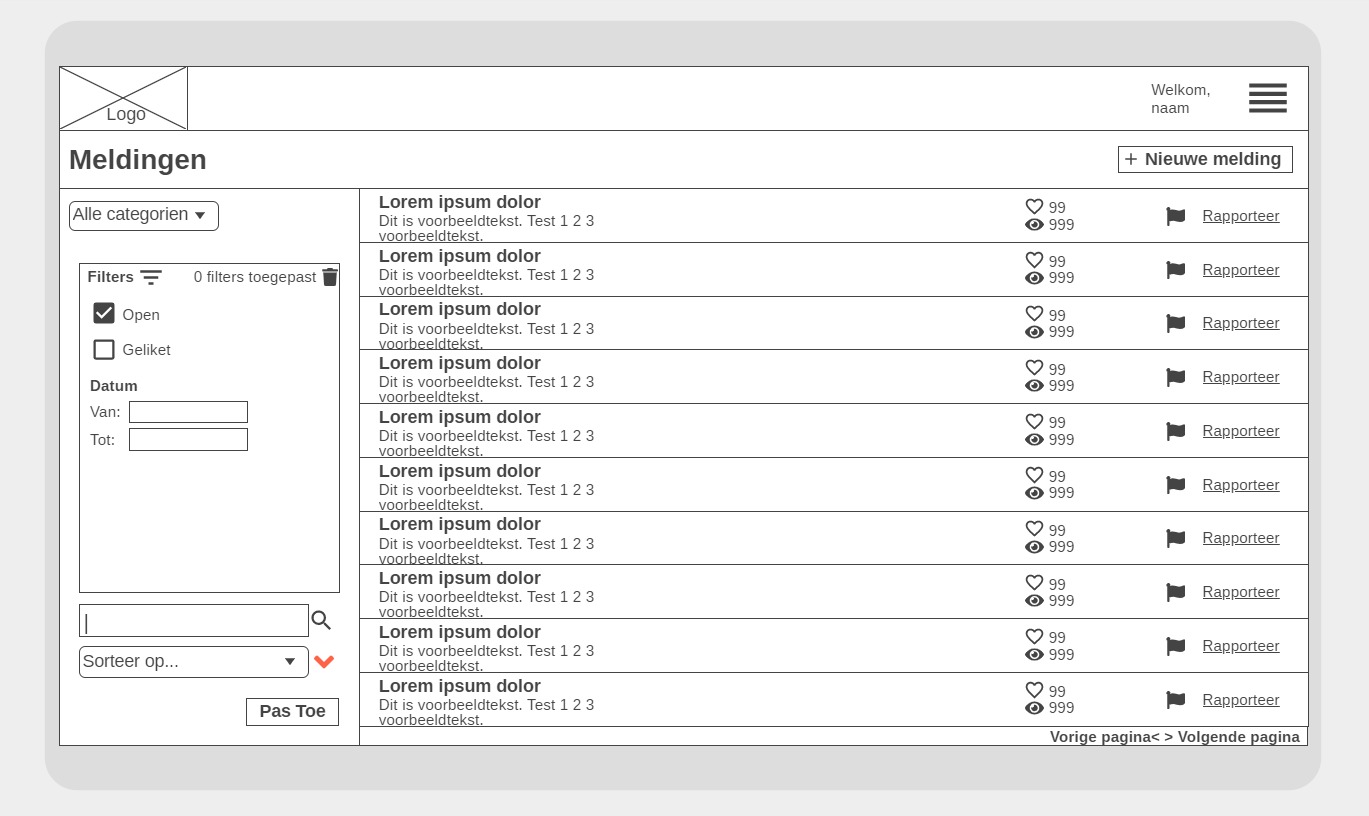 Logo
Welkom,
naam
Meldingen
+ Nieuwe melding
Alle categorien
Filters
0 filters toegepast
Open
Geliket
Datum
Van:
Tot:
Sorteer op...
Pas Toe
Lorem ipsum dolor
Dit is voorbeeldtekst. Test 1 2 3
voorbeeldtekst.
99
999
Rapporteer
Lorem ipsum dolor
Dit is voorbeeldtekst. Test 1 2 3
voorbeeldtekst.
99
999
Rapporteer
Lorem ipsum dolor
Dit is voorbeeldtekst. Test 1 2 3
voorbeeldtekst.
99
999
Rapporteer
Lorem ipsum dolor
Dit is voorbeeldtekst. Test 1 2 3
voorbeeldtekst.
99
999
Rapporteer
Lorem ipsum dolor
Dit is voorbeeldtekst. Test 1 2 3
voorbeeldtekst.
99
999
Rapporteer
Lorem ipsum dolor
Dit is voorbeeldtekst. Test 1 2 3
voorbeeldtekst.
99
999
Rapporteer
Lorem ipsum dolor
Dit is voorbeeldtekst. Test 1 2 3
voorbeeldtekst.
99
999
Rapporteer
Lorem ipsum dolor
Dit is voorbeeldtekst. Test 1 2 3
voorbeeldtekst.
99
999
Rapporteer
Lorem ipsum dolor
Dit is voorbeeldtekst. Test 1 2 3
voorbeeldtekst.
99
999
Rapporteer
Lorem ipsum dolor
Dit is voorbeeldtekst. Test 1 2 3
voorbeeldtekst.
99
999
Rapporteer
Vorige pagina< > Volgende pagina